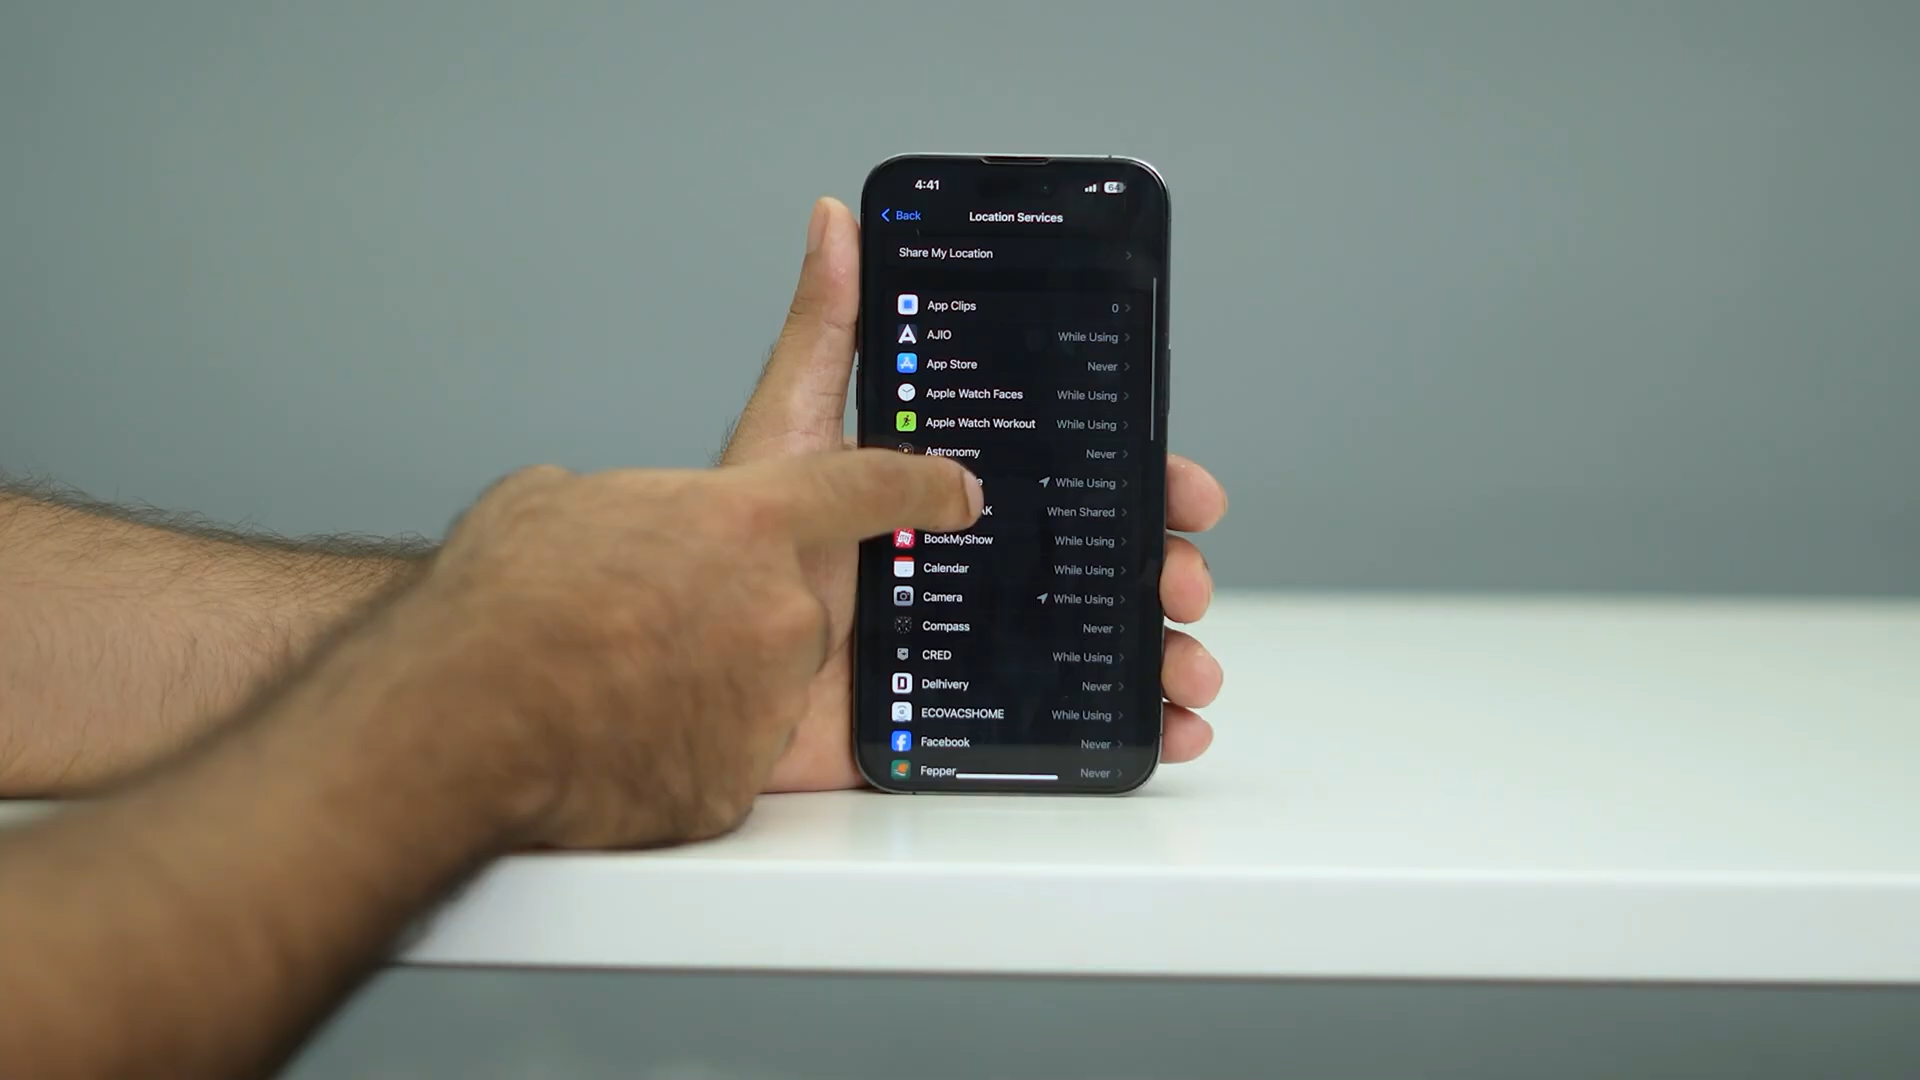 4:41
64
Back
Location Services
Share My Location
App Clips 0
AJIO While Using
App Store Never
Apple Watch Faces While Using
Apple Watch Workout While Using
Astronomy Never
While Using
When Shared
BookMyShow While Using
Calendar While Using
Camera While Using
Compass Never
CRED While Using
Delhivery Never
ECOVACSHOME While Using
Facebook Never
Fepper Never